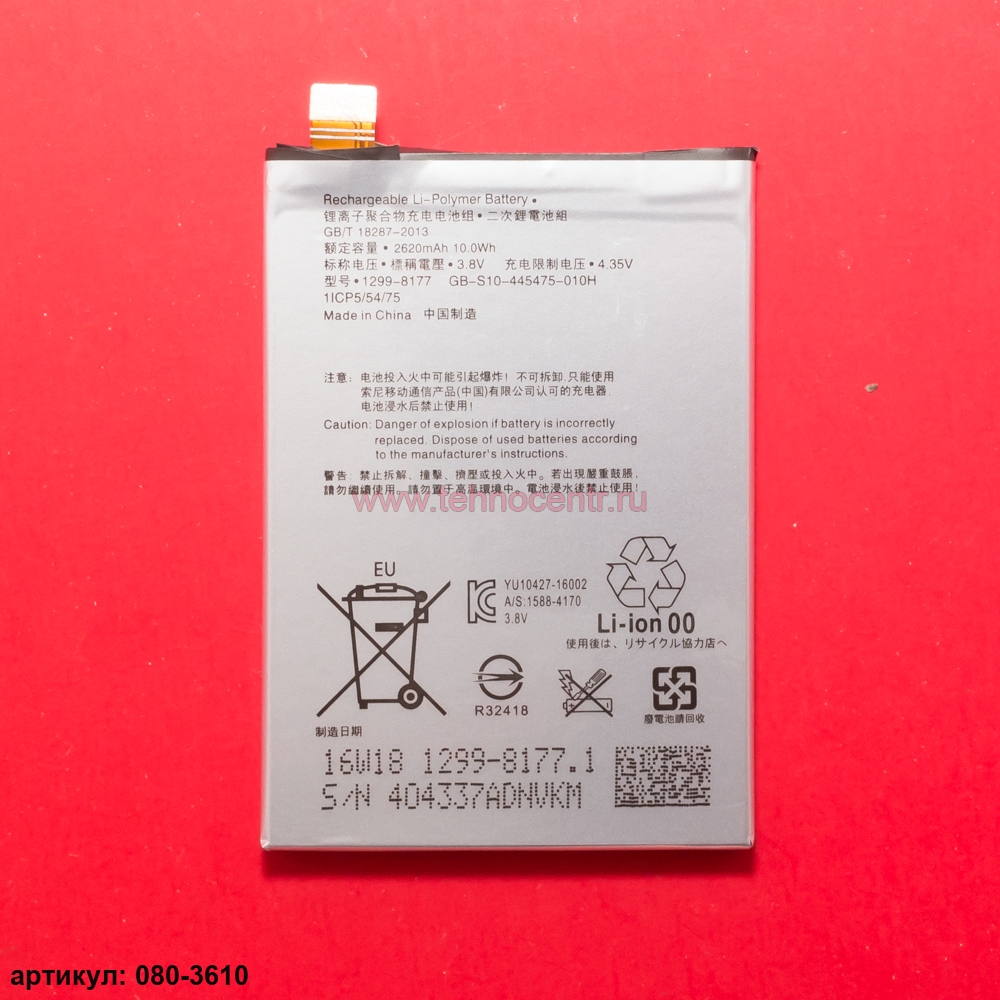 Rechargeable Li-Polymer Battery •
锂离子聚合物充电电池组•二次鋰電池組
GB/T 18287-2013
额定容量• 2620mAh 10.0Wh
标称电压•標稱電壓•3.8V 充电限制电压•4.35V
型号•1299-8177 GB-S10-445475-010H
1ICP5/54/75
Made in China 中国制造
注意: 电池投入火中可能引起爆炸! 不可拆卸.只能使用
索尼移动通信产品(中国)有限公司认可的充电器.
电池浸水后禁止使用!
Caution: Danger of explosion if battery is incorrectly
replaced. Dispose of used batteries according
to the manufacturer's instructions.
警告: 禁止拆解、撞擊、擠壓或投入火中。若出現嚴重鼓脹,
請勿繼續使用。請勿置于高溫環境中。電池浸水後禁止使用!
www.tehnocentr.ru
EU
YU10427-16002
A/S:1588-4170
3.8V
Li-ion 00
使用後は、リサイクル協力店へ
R32418
廢電池請回收
制造日期
16W18 1299-8177.1
S/N 404337ADNVKM
артикул: 080-3610